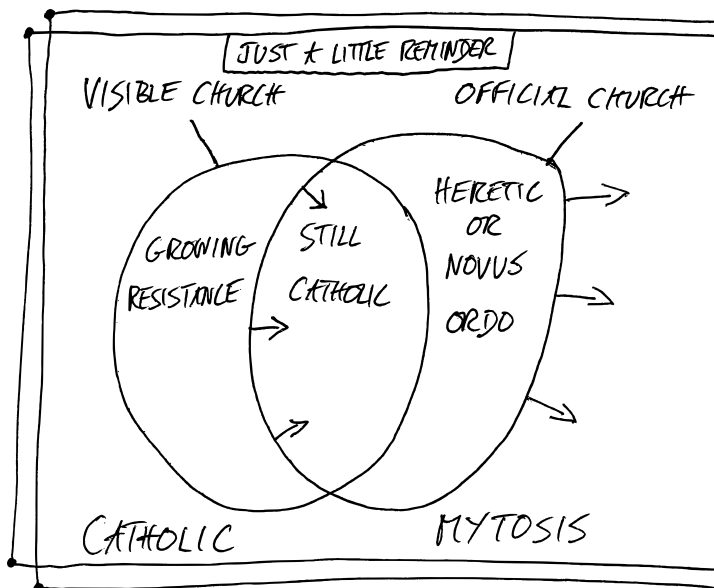 JUST A LITTLE REMINDER
VISIBLE CHURCH
OFFICIAL CHURCH
GROWING
RESISTANCE
STILL
CATHOLIC
HERETIC
OR
NOVUS
ORDO
CATHOLIC
MYTOSIS